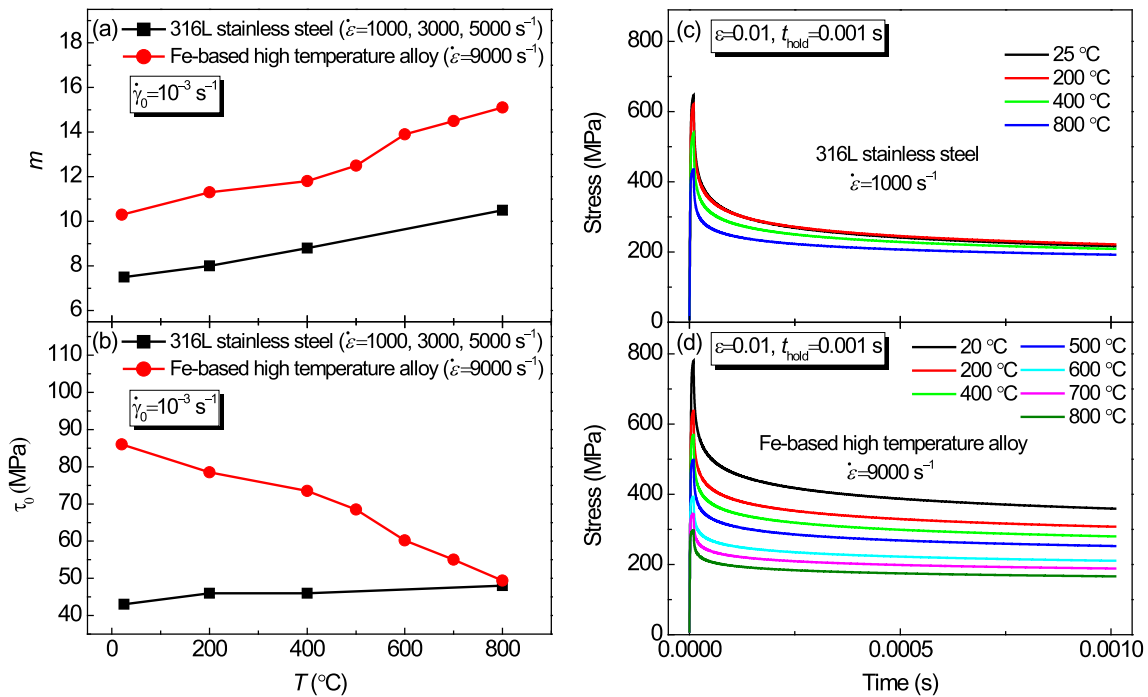 (a)
316L stainless steel (ε̇=1000, 3000, 5000 s⁻¹)
Fe-based high temperature alloy (ε̇=9000 s⁻¹)
γ̇₀=10⁻³ s⁻¹
18
16
14
12
10
8
6
m
(b)
316L stainless steel (ε̇=1000, 3000, 5000 s⁻¹)
Fe-based high temperature alloy (ε̇=9000 s⁻¹)
γ̇₀=10⁻³ s⁻¹
110
100
90
80
70
60
50
40
τ₀ (MPa)
0 200 400 600 800
T (°C)
(c)
ε=0.01, t_hold=0.001 s
25 °C
200 °C
400 °C
800 °C
316L stainless steel
ε̇=1000 s⁻¹
800
600
400
200
0
Stress (MPa)
(d)
ε=0.01, t_hold=0.001 s
20 °C 500 °C
200 °C 600 °C
400 °C 700 °C
800 °C
Fe-based high temperature alloy
ε̇=9000 s⁻¹
800
600
400
200
0
Stress (MPa)
0.0000 0.0005 0.0010
Time (s)